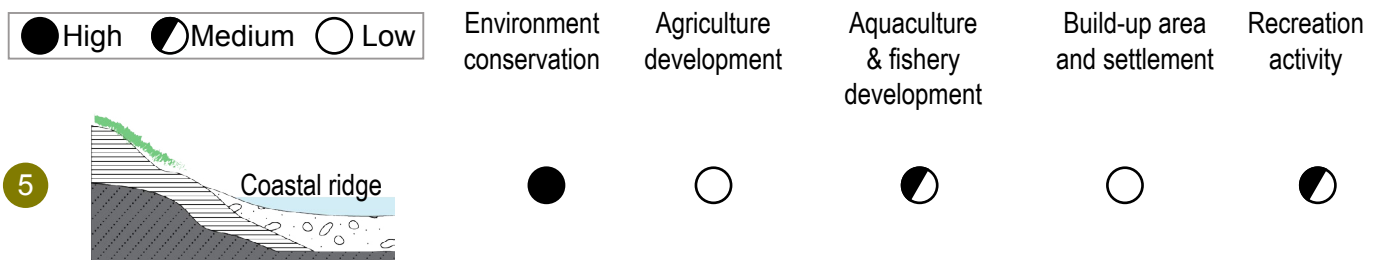 High Medium Low
Environment
conservation
Agriculture
development
Aquaculture
& fishery
development
Build-up area
and settlement
Recreation
activity
5
Coastal ridge